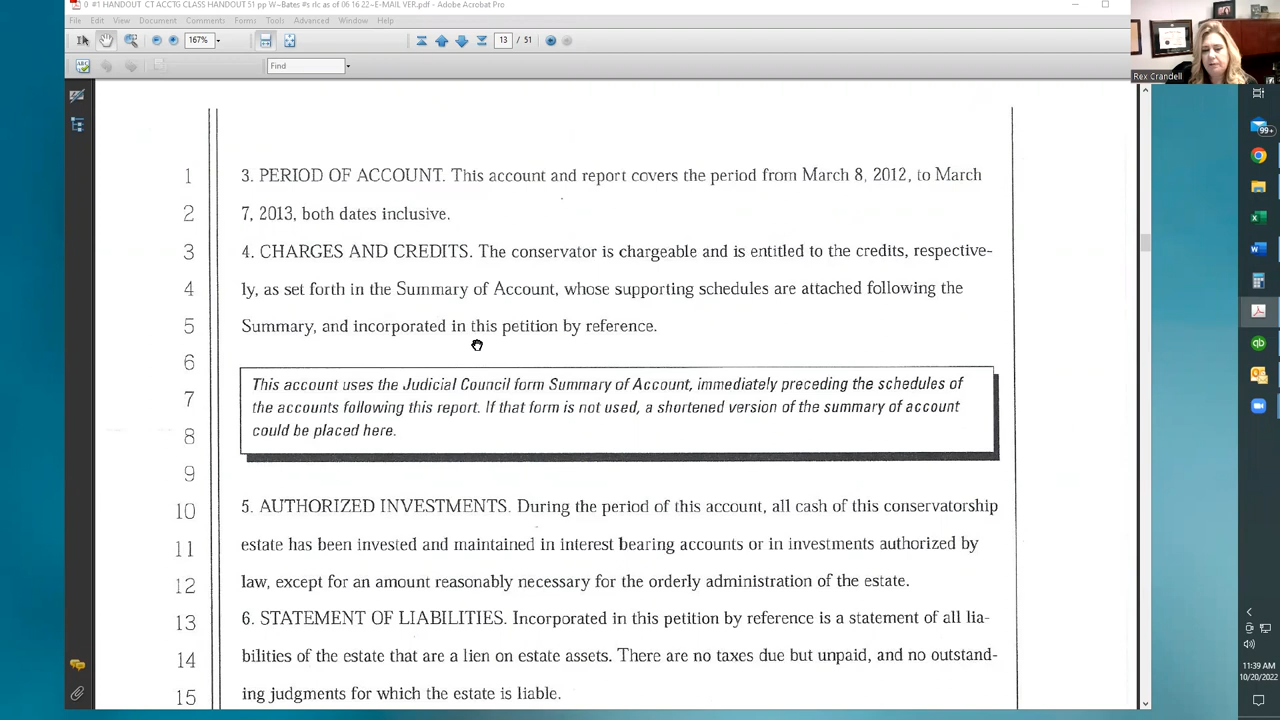 0 #1 HANDOUT CT ACCTG CLASS HANDOUT 51 pp W~Bates #s rlc as of 06 16 22~E-MAIL VER.pdf - Adobe Acrobat Pro
File Edit View Document Comments Forms Tools Advanced Window Help
167% 13 / 51
Find
Rex Crandell
99+
1 3. PERIOD OF ACCOUNT. This account and report covers the period from March 8, 2012, to March
2 7, 2013, both dates inclusive.
3 4. CHARGES AND CREDITS. The conservator is chargeable and is entitled to the credits, respective-
4 ly, as set forth in the Summary of Account, whose supporting schedules are attached following the
5 Summary, and incorporated in this petition by reference.
6
This account uses the Judicial Council form Summary of Account, immediately preceding the schedules of
7 the accounts following this report. If that form is not used, a shortened version of the summary of account
8 could be placed here.
9
10 5. AUTHORIZED INVESTMENTS. During the period of this account, all cash of this conservatorship
11 estate has been invested and maintained in interest bearing accounts or in investments authorized by
12 law, except for an amount reasonably necessary for the orderly administration of the estate.
13 6. STATEMENT OF LIABILITIES. Incorporated in this petition by reference is a statement of all lia-
14 bilities of the estate that are a lien on estate assets. There are no taxes due but unpaid, and no outstand-
15 ing judgments for which the estate is liable.
11:39 AM
10/20/2022